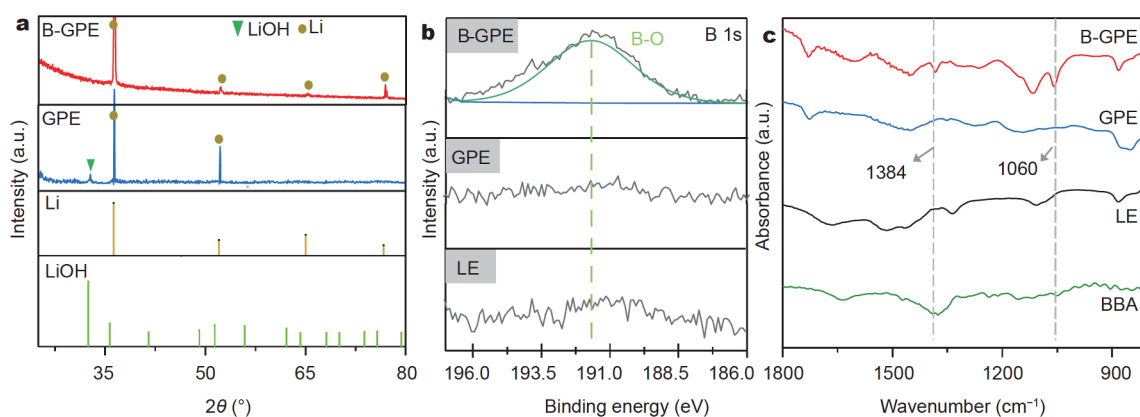 a
LiOH Li
B-GPE
GPE
Li
LiOH
Intensity (a.u.)
35 50 65 80
2θ (°)
b
B-GPE
B-O
B 1s
GPE
LE
Intensity (a.u.)
196.0 193.5 191.0 188.5 186.0
Binding energy (eV)
c
B-GPE
GPE
1384
1060
LE
BBA
Absorbance (a.u.)
1800 1500 1200 900
Wavenumber (cm⁻¹)